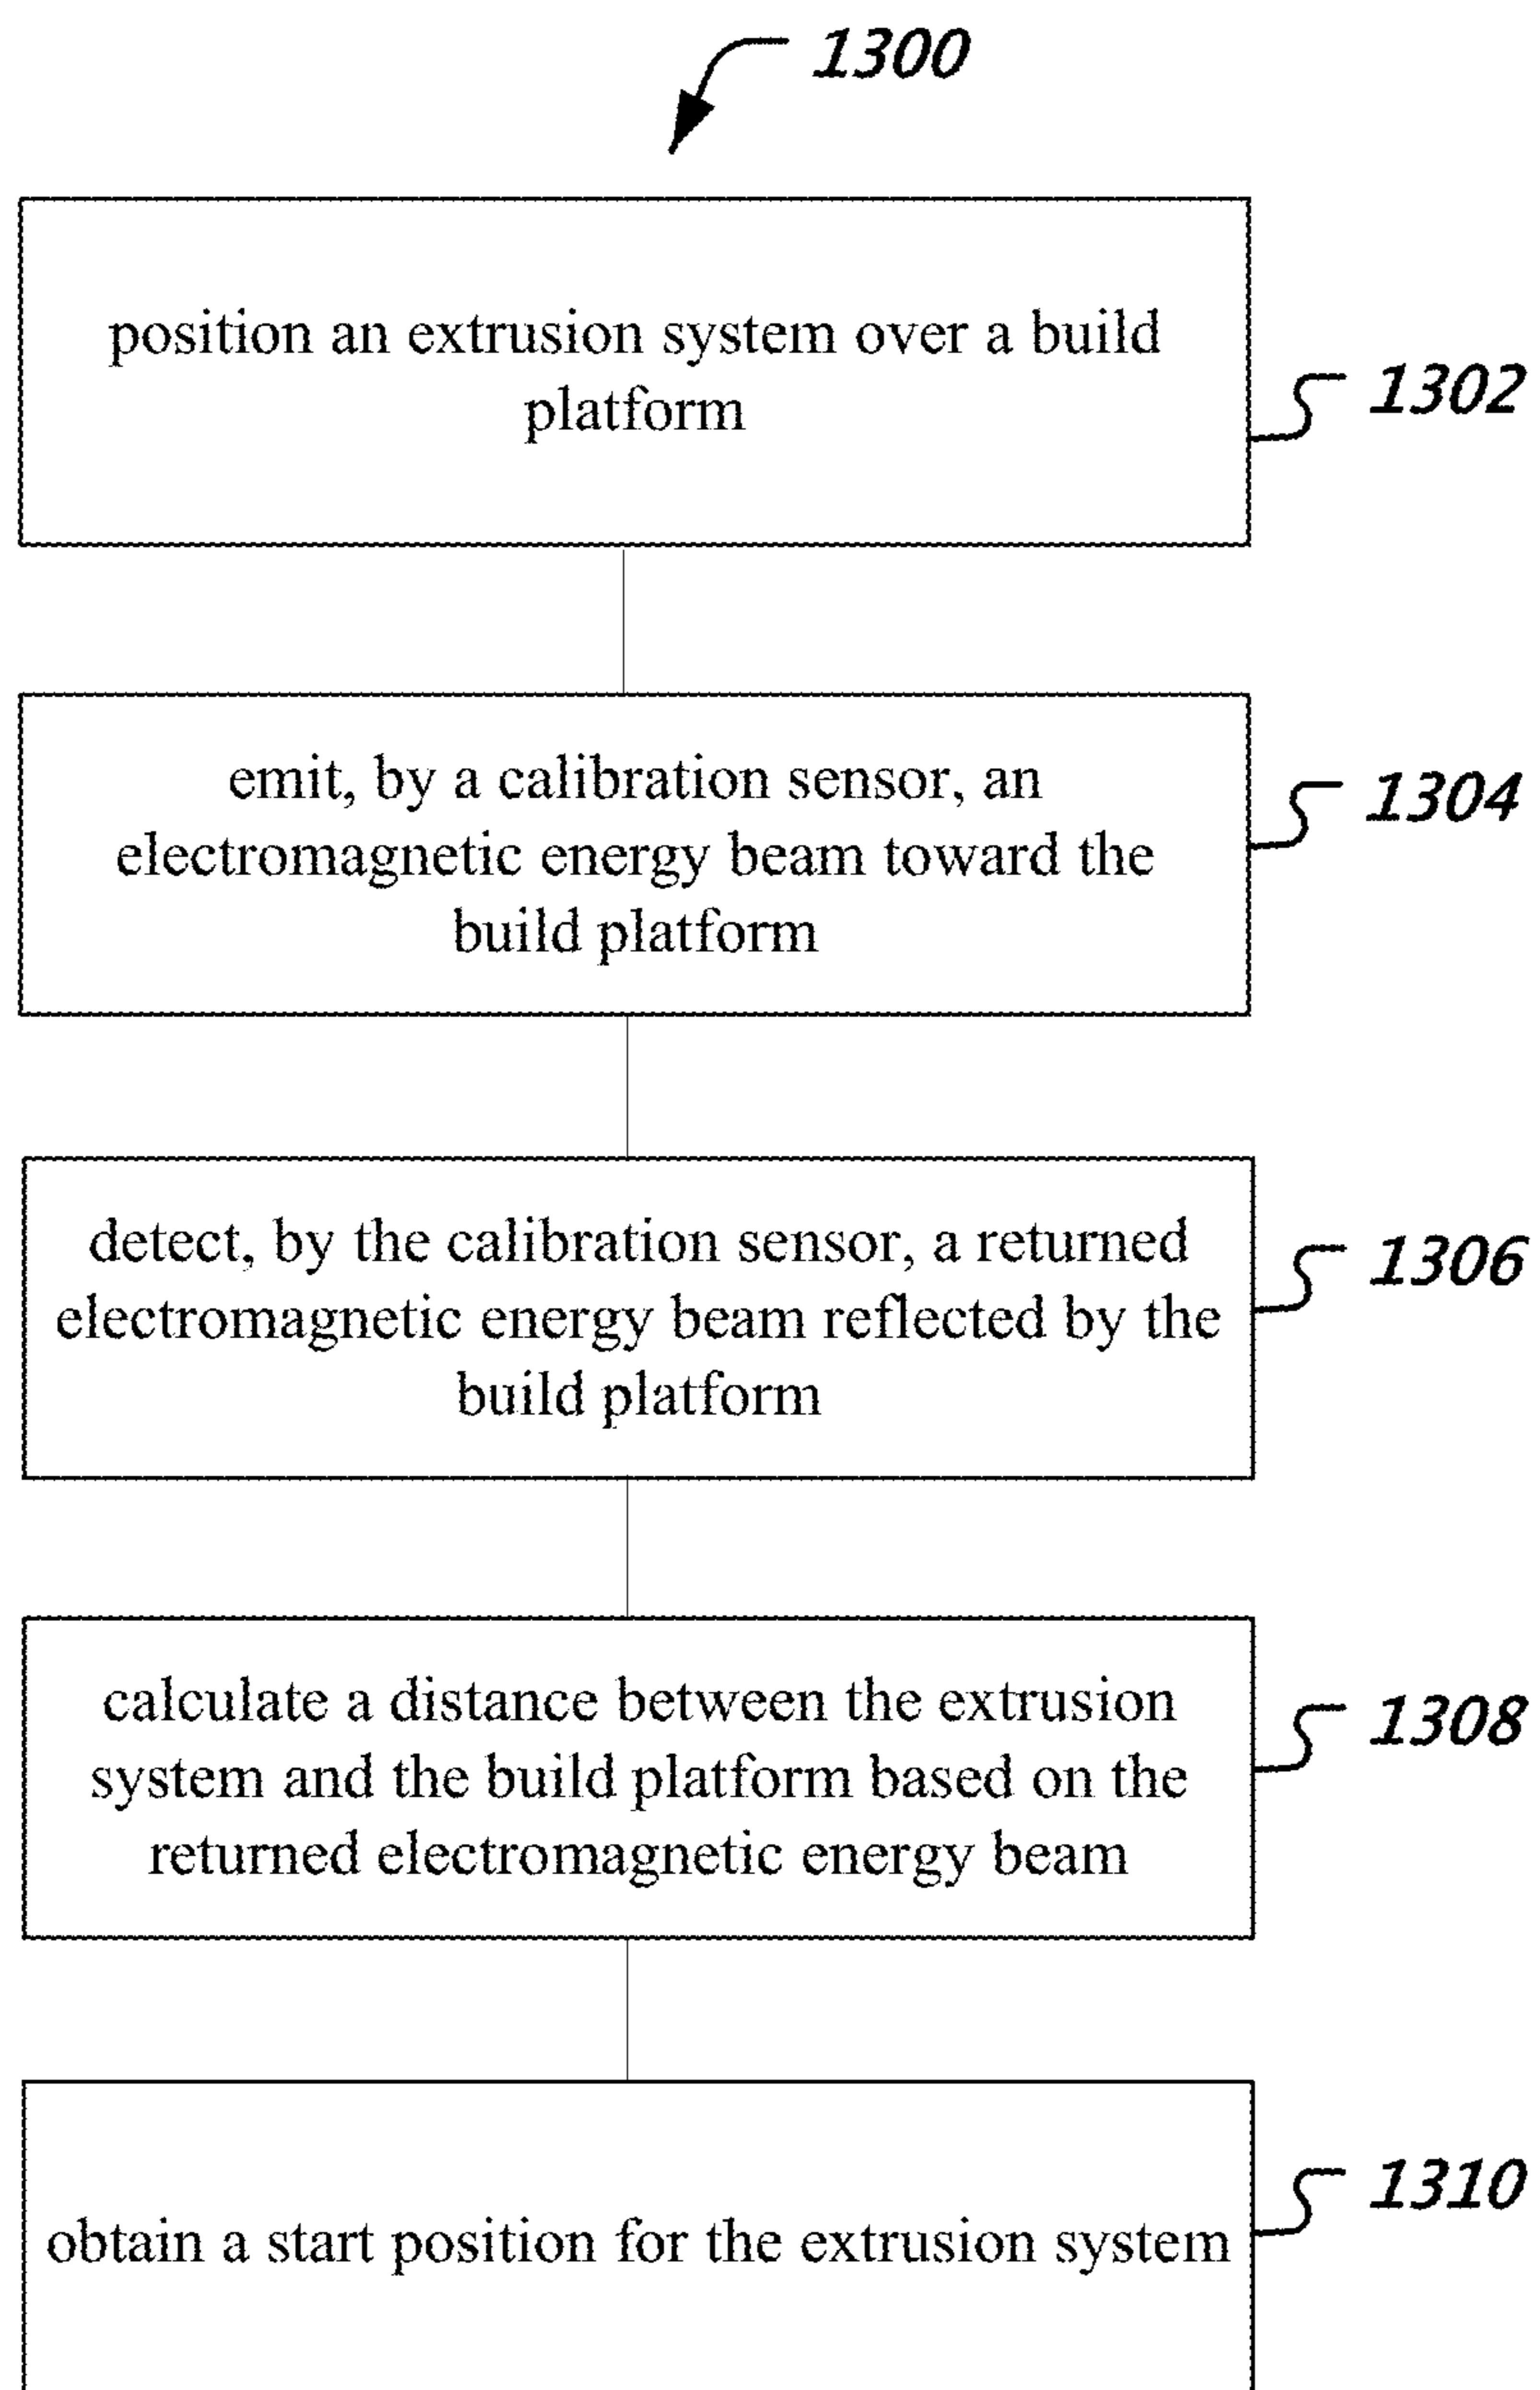 1300
position an extrusion system over a build
platform
1302
emit, by a calibration sensor, an
electromagnetic energy beam toward the
build platform
1304
detect, by the calibration sensor, a returned
electromagnetic energy beam reflected by the
build platform
1306
calculate a distance between the extrusion
system and the build platform based on the
returned electromagnetic energy beam
1308
obtain a start position for the extrusion system
1310